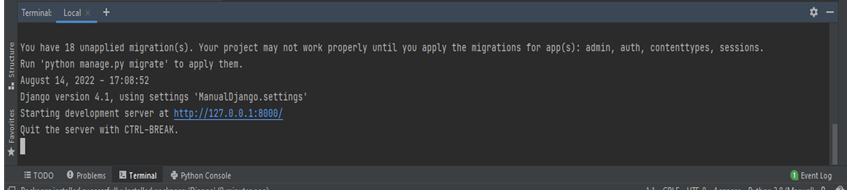 Terminal: Local × +
You have 18 unapplied migration(s). Your project may not work properly until you apply the migrations for app(s): admin, auth, contenttypes, sessions.
Run 'python manage.py migrate' to apply them.
August 14, 2022 - 17:08:52
Django version 4.1, using settings 'ManualDjango.settings'
Starting development server at http://127.0.0.1:8000/
Quit the server with CTRL-BREAK.
Structure
Favorites
TODO Problems Terminal Python Console 1 Event Log